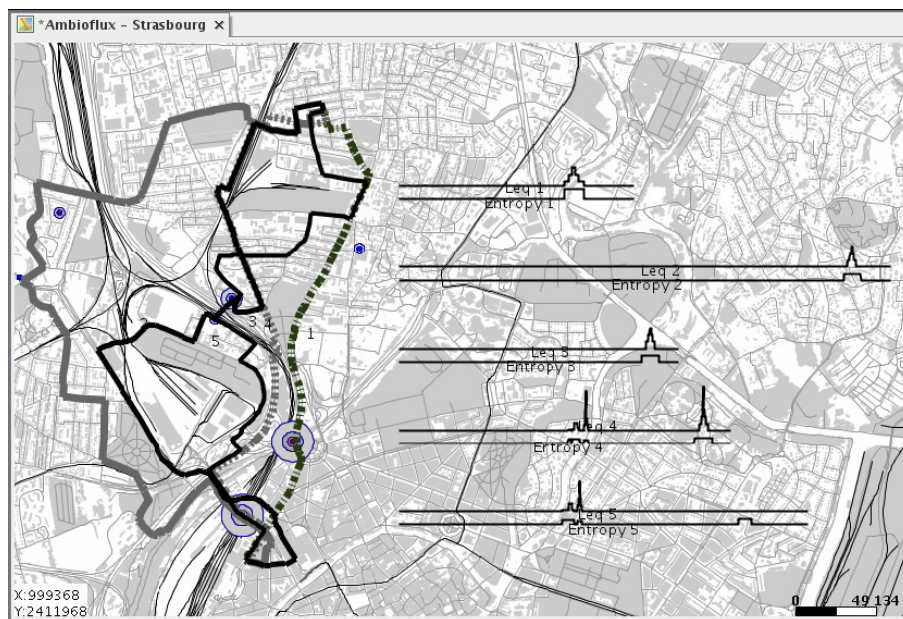 *Ambioflux – Strasbourg
Leq 1
Entropy 1
Leq 2
Entropy 2
Leq 3
Entropy 3
Leq 4
Entropy 4
Leq 5
Entropy 5
2
3
4
5
1
X:999368
Y:2411968
0 49 134